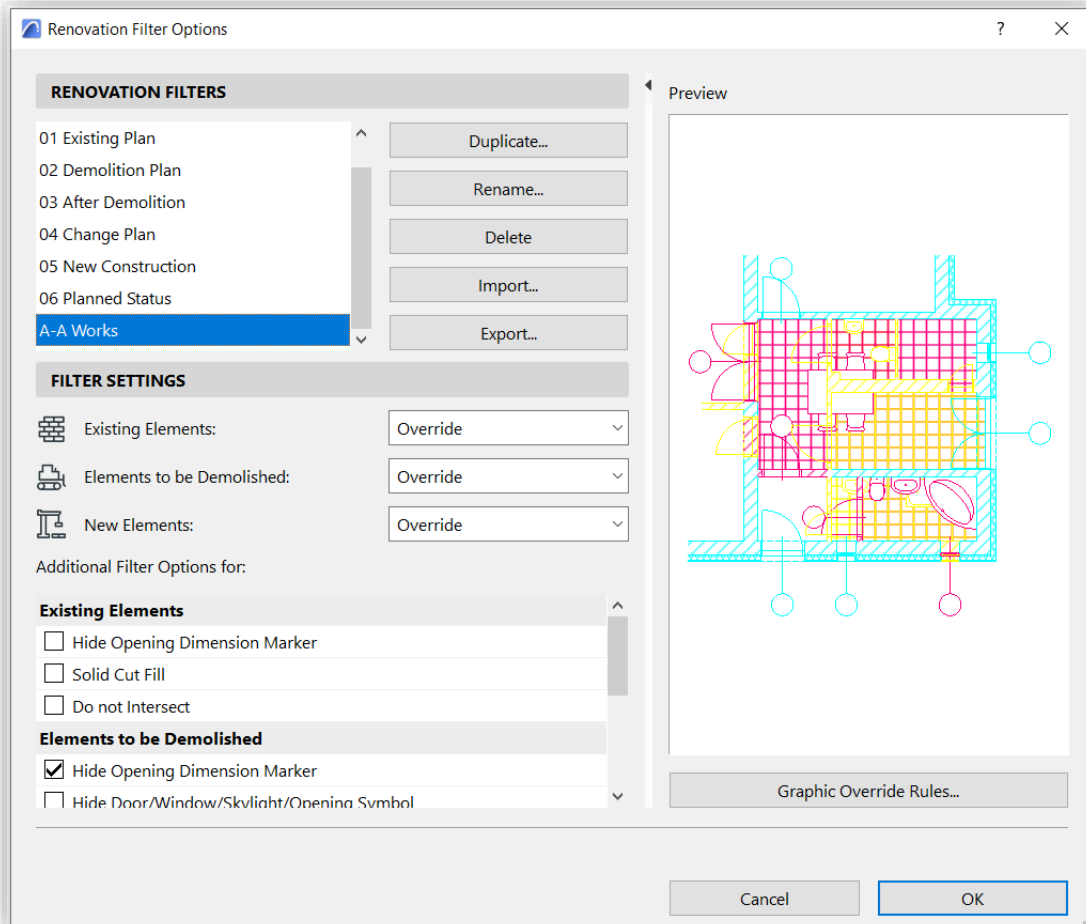 Renovation Filter Options
?
RENOVATION FILTERS
01 Existing Plan
02 Demolition Plan
03 After Demolition
04 Change Plan
05 New Construction
06 Planned Status
A-A Works
Duplicate...
Rename...
Delete
Import...
Export...
FILTER SETTINGS
Existing Elements: Override
Elements to be Demolished: Override
New Elements: Override
Additional Filter Options for:
Existing Elements
Hide Opening Dimension Marker
Solid Cut Fill
Do not Intersect
Elements to be Demolished
Hide Opening Dimension Marker
Hide Door/Window/Skylight/Opening Symbol
Preview
Graphic Override Rules...
Cancel
OK